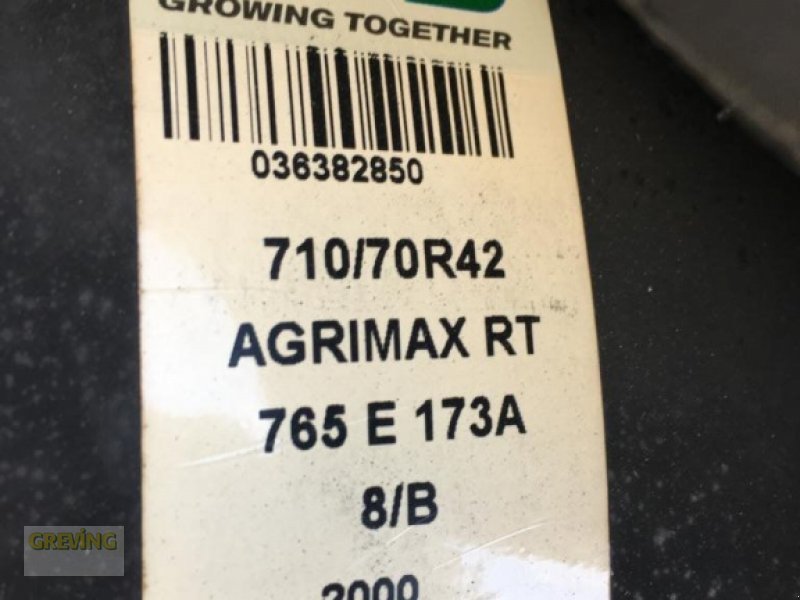 GROWING TOGETHER
036382850
710/70R42
AGRIMAX RT
765 E 173A
8/B
GREVING